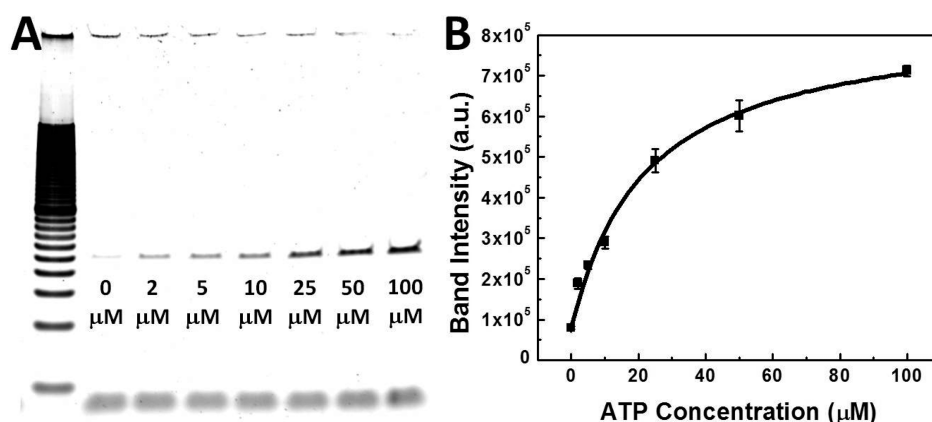 A
0 2 5 10 25 50 100
μM μM μM μM μM μM μM
B
8x10⁵
7x10⁵
6x10⁵
5x10⁵
4x10⁵
3x10⁵
2x10⁵
1x10⁵
0
Band Intensity (a.u.)
0 20 40 60 80 100
ATP Concentration (μM)